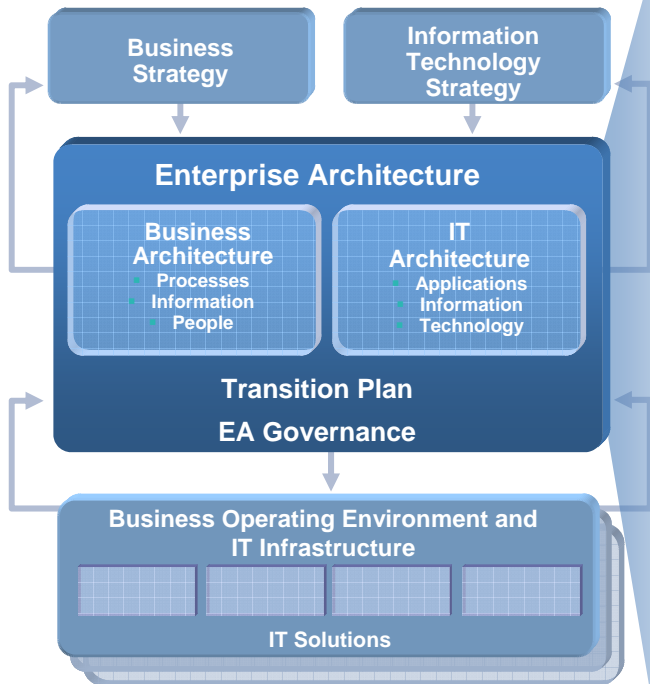 Business
Strategy
Information
Technology
Strategy
Enterprise Architecture
Business
Architecture
Processes
Information
People
IT
Architecture
Applications
Information
Technology
Transition Plan
EA Governance
Business Operating Environment and
IT Infrastructure
IT Solutions